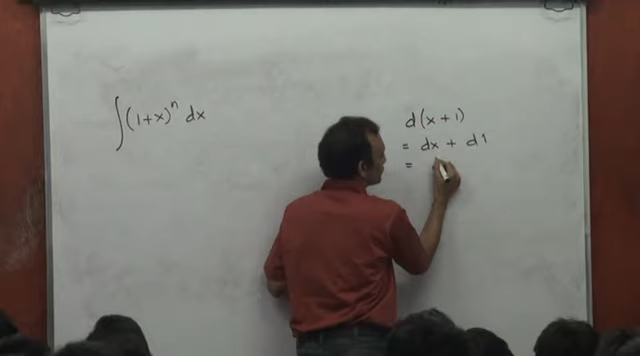 ∫(1+x)ⁿ dx
d(x+1)
= dx + d1
=